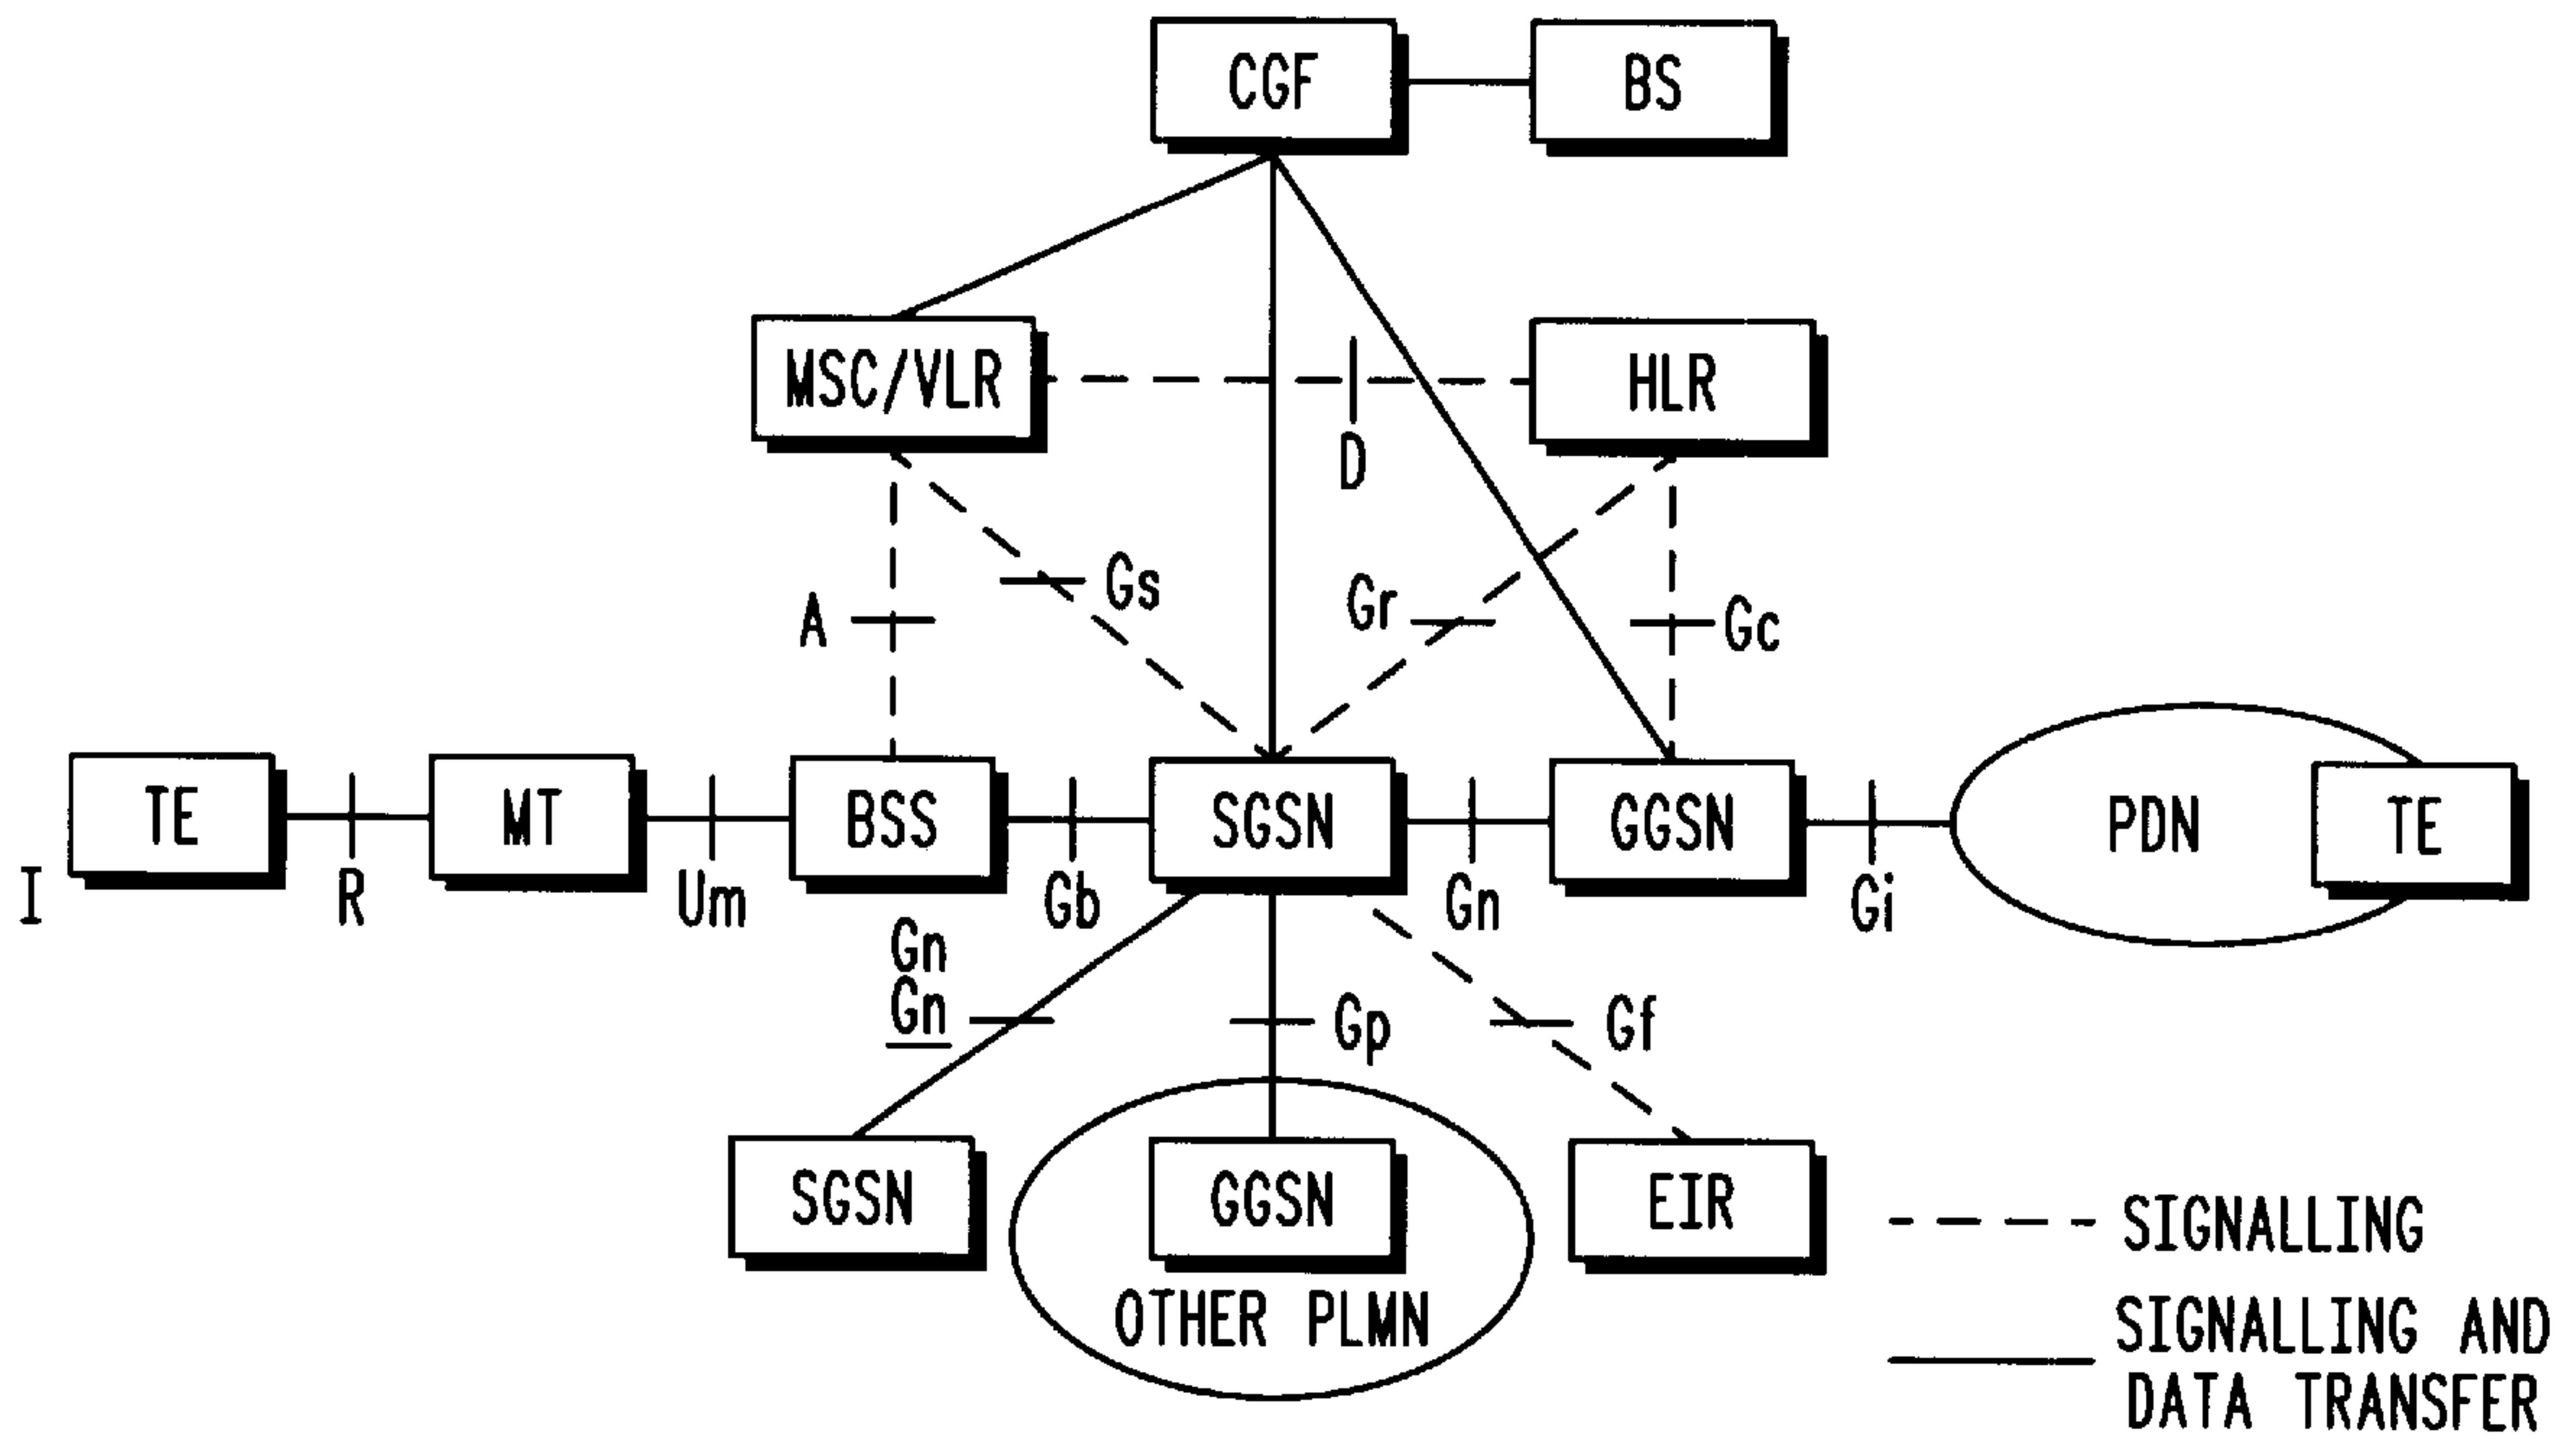 CGF
BS
MSC/VLR
HLR
D
Gs
A
Gr
Gc
TE
MT
BSS
SGSN
GGSN
PDN
TE
I
R
Um
Gb
Gn
Gi
Gn
Gn
Gp
Gf
SGSN
GGSN
EIR
OTHER PLMN
SIGNALLING
SIGNALLING AND
DATA TRANSFER